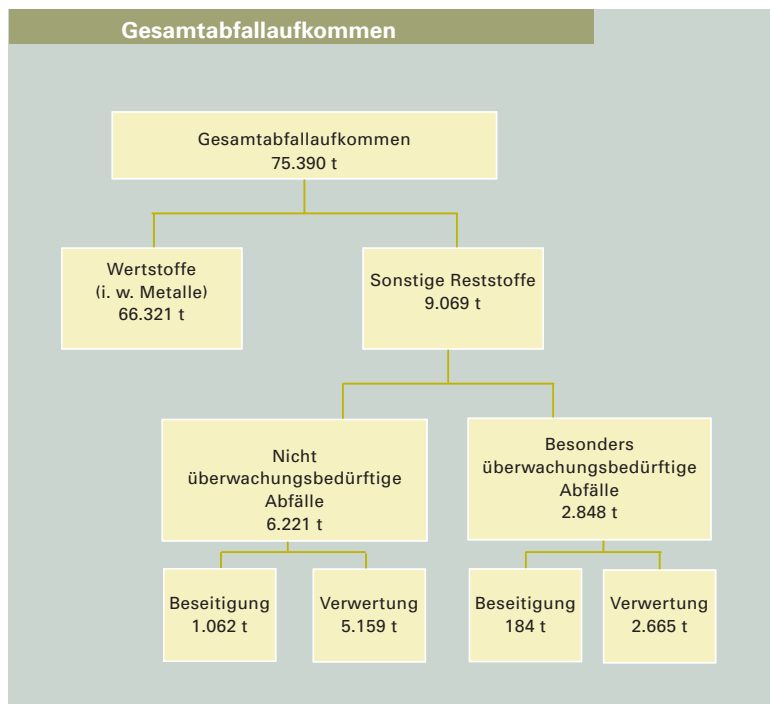 Gesamtabfallaufkommen
Gesamtabfallaufkommen
75.390 t
Wertstoffe
(i. w. Metalle)
66.321 t
Sonstige Reststoffe
9.069 t
Nicht
überwachungsbedürftige
Abfälle
6.221 t
Besonders
überwachungsbedürftige
Abfälle
2.848 t
Beseitigung
1.062 t
Verwertung
5.159 t
Beseitigung
184 t
Verwertung
2.665 t